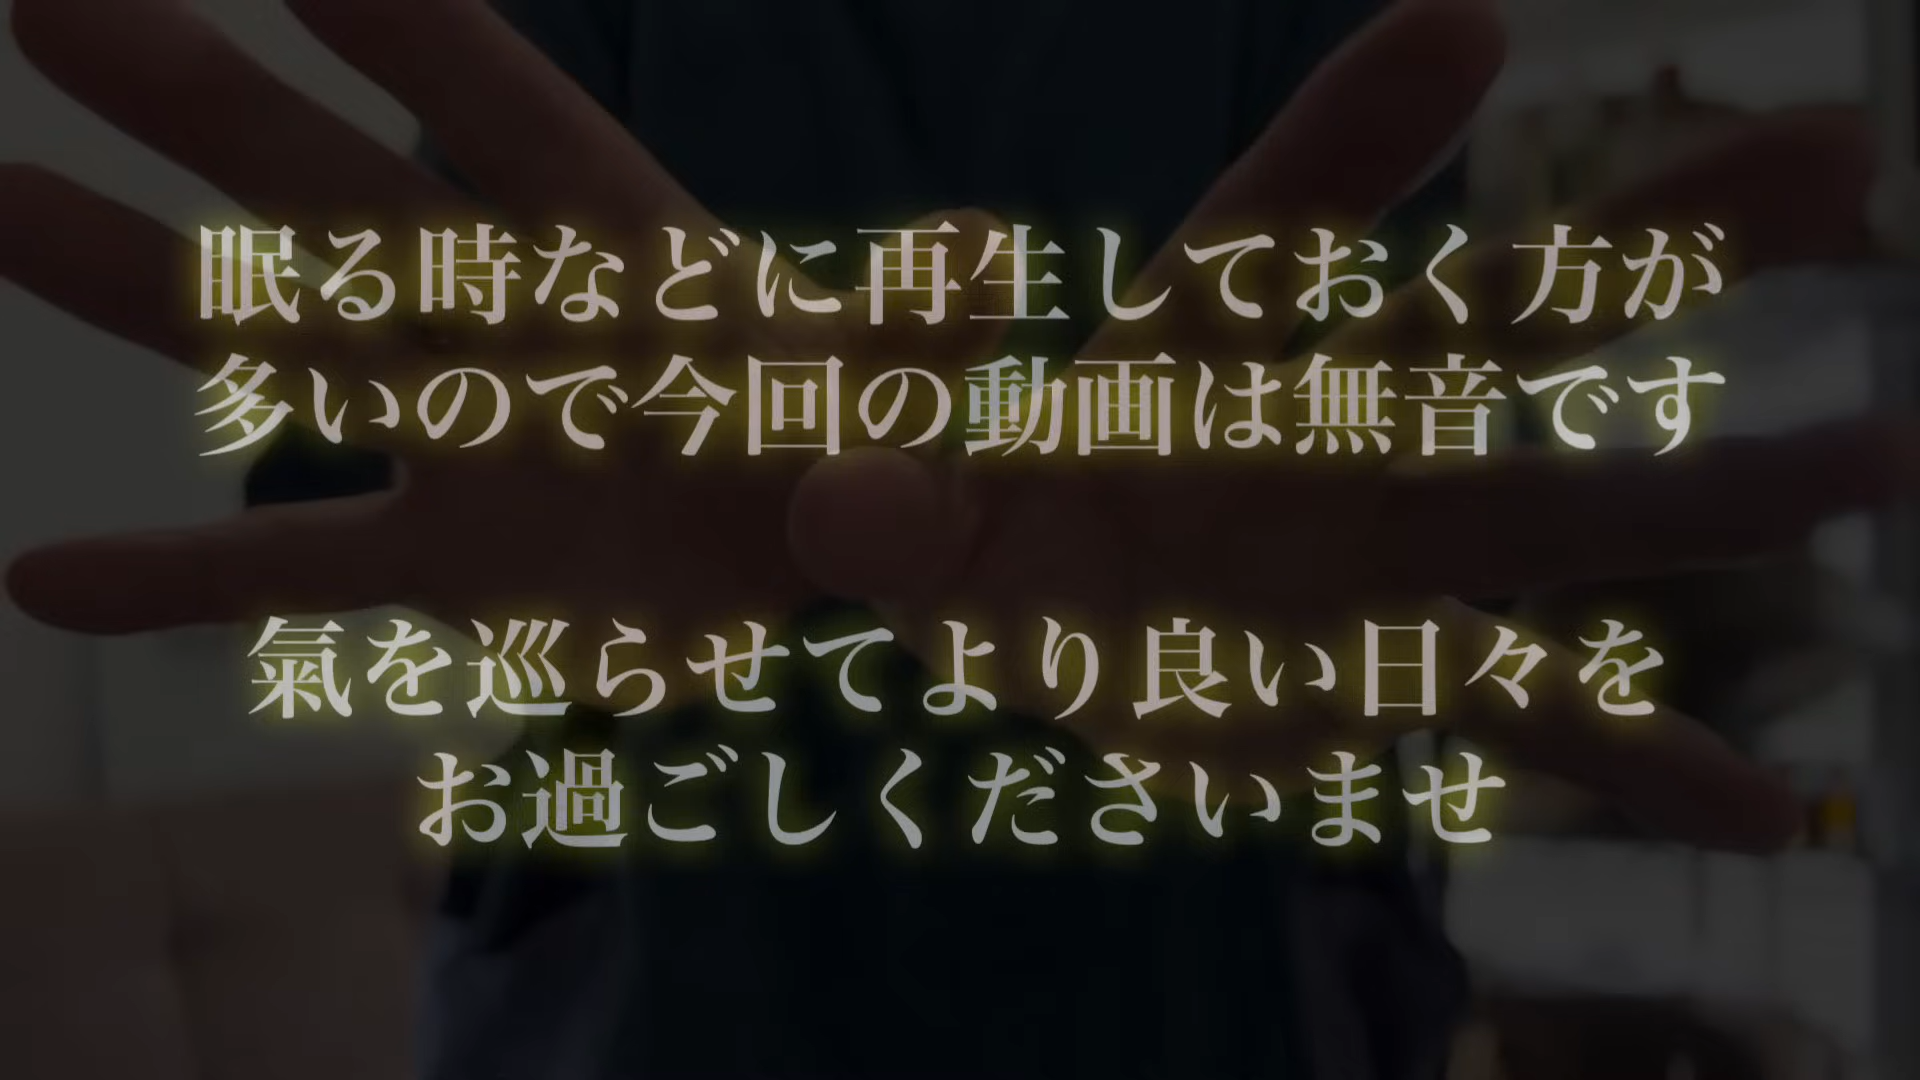 眠る時などに再生しておく方が
多いので今回の動画は無音です
氣を巡らせてより良い日々を
お過ごしくださいませ